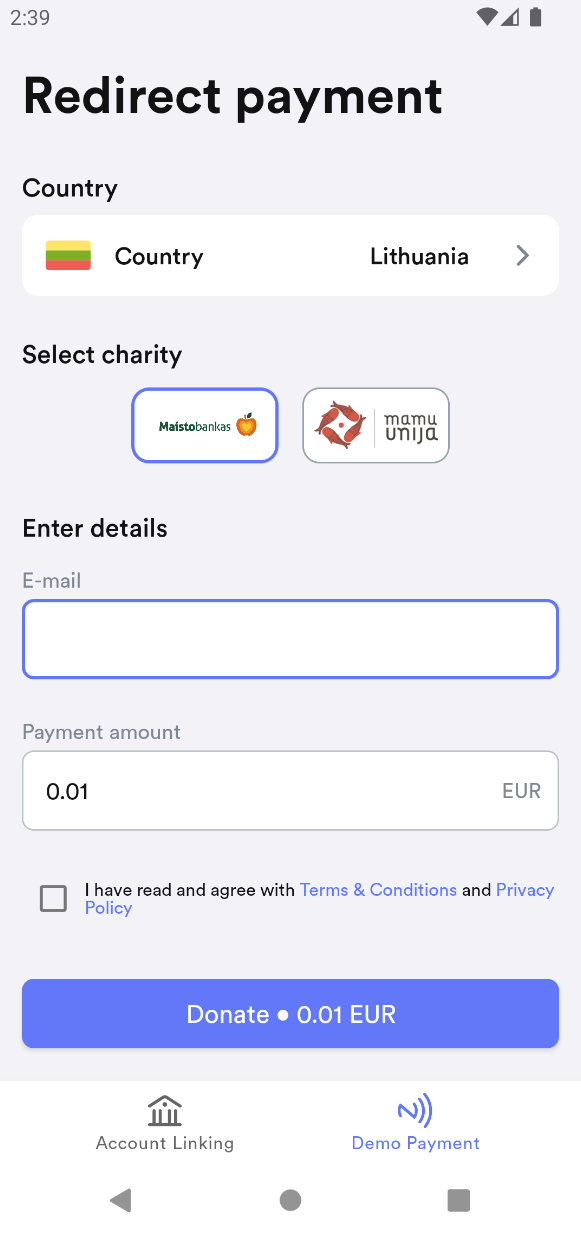 2:39
Redirect payment
Country
Country Lithuania
Select charity
Maistobankas
mamu
unija
Enter details
E-mail
Payment amount
0.01 EUR
I have read and agree with Terms & Conditions and Privacy
Policy
Donate • 0.01 EUR
Account Linking Demo Payment